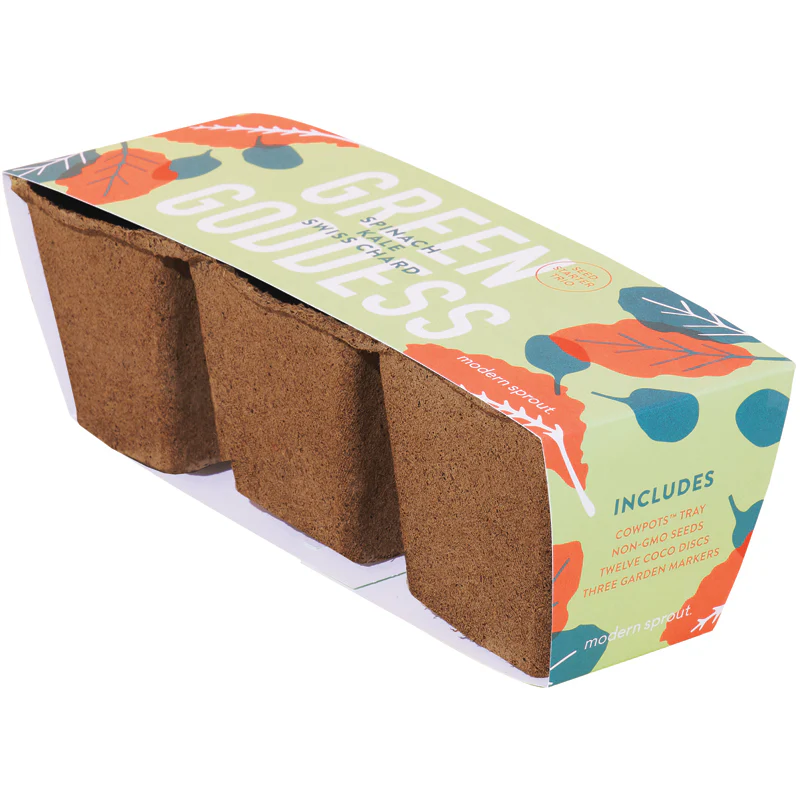 GREEN
GODDESS
SPINACH
KALE
SWISS CHARD
SEED
STARTER
TRIO
modern sprout.
INCLUDES
COWPOTS™ TRAY
NON-GMO SEEDS
TWELVE COCO DISCS
THREE GARDEN MARKERS
modern sprout.